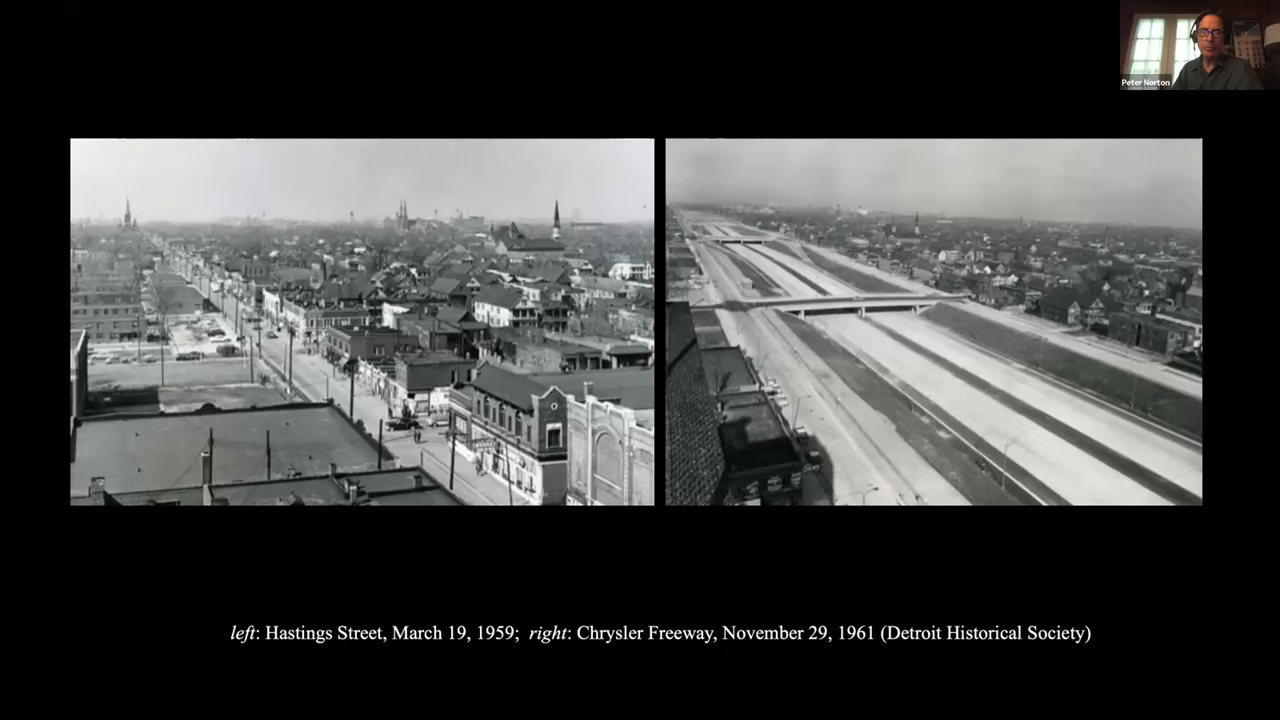 Peter Norton
left: Hastings Street, March 19, 1959; right: Chrysler Freeway, November 29, 1961 (Detroit Historical Society)